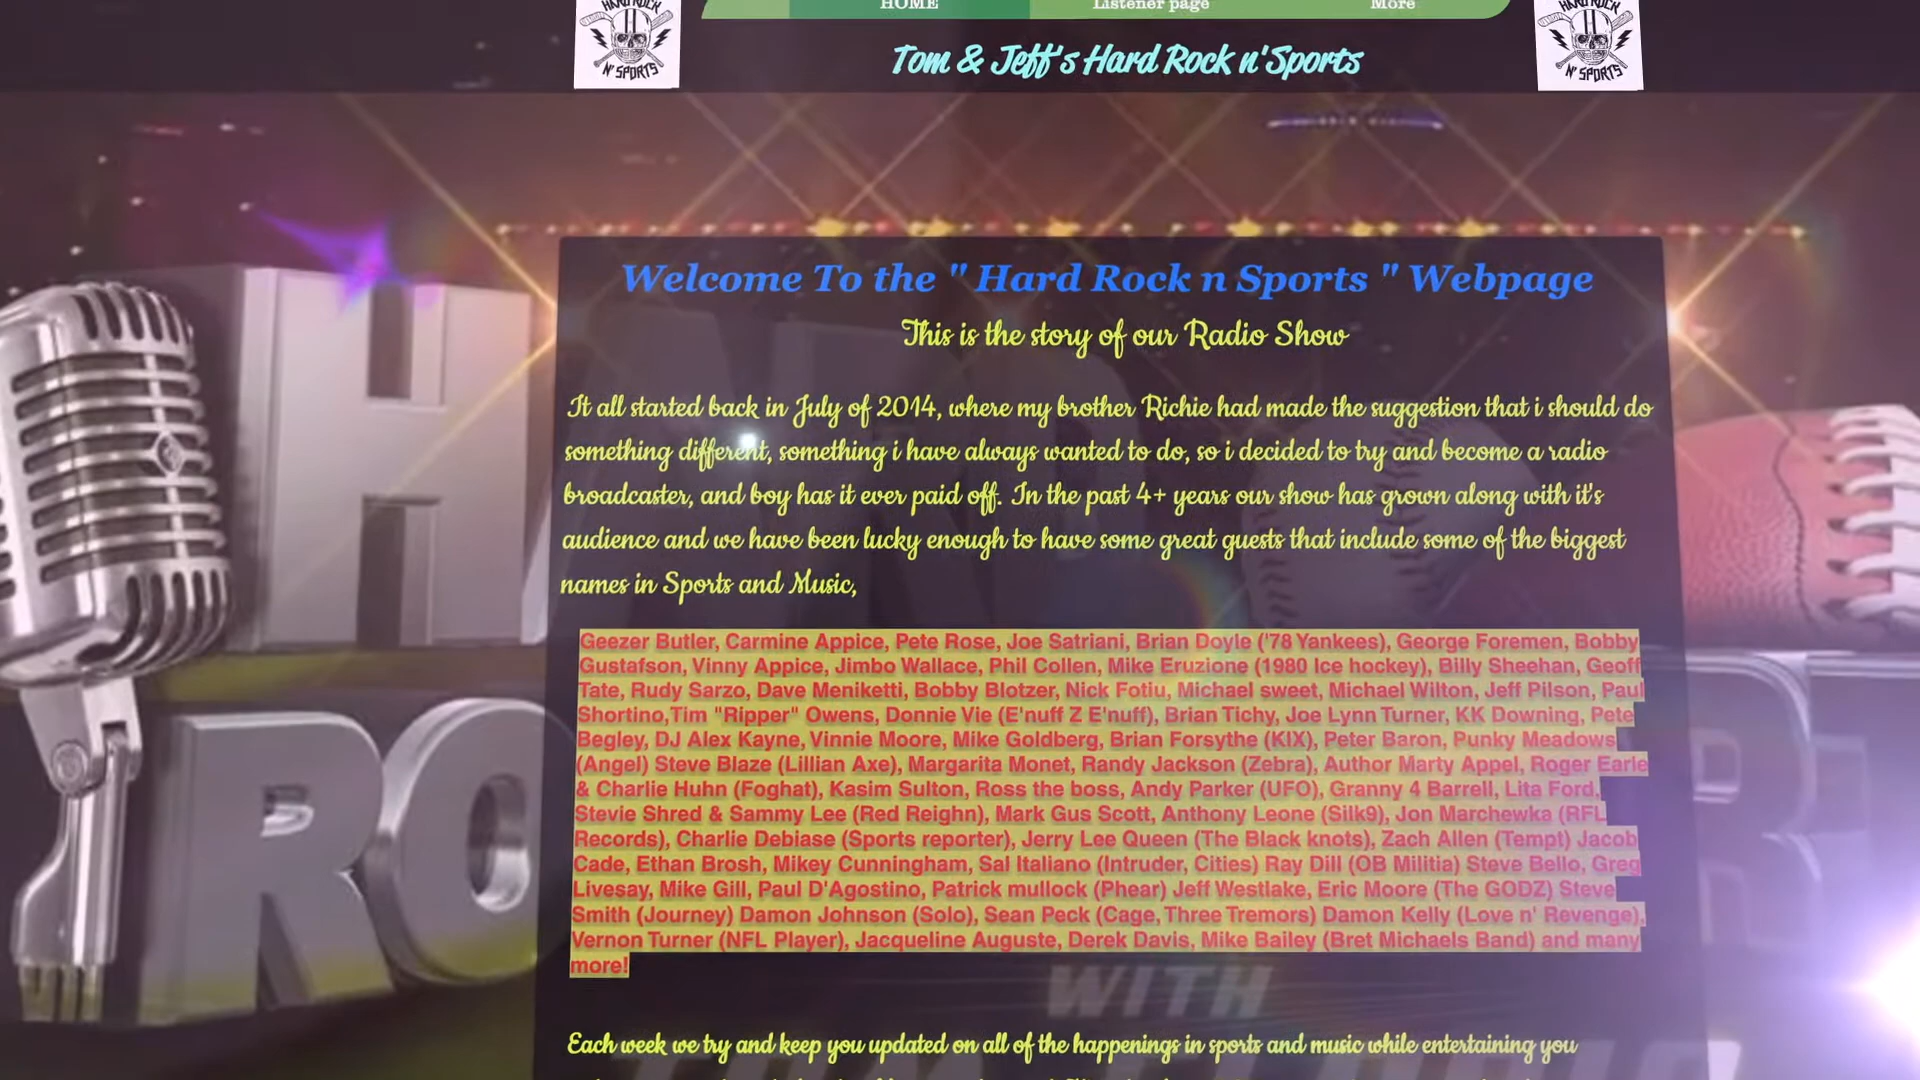 HOME Listener page More
HARD ROCK
N' SPORTS
HARD ROCK
N' SPORTS
Tom & Jeff's Hard Rock n' Sports
Welcome To the " Hard Rock n Sports " Webpage
This is the story of our Radio Show
It all started back in July of 2014, where my brother Richie had made the suggestion that i should do
something different, something i have always wanted to do, so i decided to try and become a radio
broadcaster, and boy has it ever paid off. In the past 4+ years our show has grown along with it's
audience and we have been lucky enough to have some great guests that include some of the biggest
names in Sports and Music,
Geezer Butler, Carmine Appice, Pete Rose, Joe Satriani, Brian Doyle ('78 Yankees), George Foremen, Bobby
Gustafson, Vinny Appice, Jimbo Wallace, Phil Collen, Mike Eruzione (1980 Ice hockey), Billy Sheehan, Geoff
Tate, Rudy Sarzo, Dave Meniketti, Bobby Blotzer, Nick Fotiu, Michael sweet, Michael Wilton, Jeff Pilson, Paul
Shortino,Tim "Ripper" Owens, Donnie Vie (E'nuff Z E'nuff), Brian Tichy, Joe Lynn Turner, KK Downing, Pete
Begley, DJ Alex Kayne, Vinnie Moore, Mike Goldberg, Brian Forsythe (KIX), Peter Baron, Punky Meadows
(Angel) Steve Blaze (Lillian Axe), Margarita Monet, Randy Jackson (Zebra), Author Marty Appel, Roger Earle
& Charlie Huhn (Foghat), Kasim Sulton, Ross the boss, Andy Parker (UFO), Granny 4 Barrell, Lita Ford,
Stevie Shred & Sammy Lee (Red Reighn), Mark Gus Scott, Anthony Leone (Silk9), Jon Marchewka (RFL
Records), Charlie Debiase (Sports reporter), Jerry Lee Queen (The Black knots), Zach Allen (Tempt) Jacob
Cade, Ethan Brosh, Mikey Cunningham, Sal Italiano (Intruder, Cities) Ray Dill (OB Militia) Steve Bello, Greg
Livesay, Mike Gill, Paul D'Agostino, Patrick mullock (Phear) Jeff Westlake, Eric Moore (The GODZ) Steve
Smith (Journey) Damon Johnson (Solo), Sean Peck (Cage, Three Tremors) Damon Kelly (Love n' Revenge),
Vernon Turner (NFL Player), Jacqueline Auguste, Derek Davis, Mike Bailey (Bret Michaels Band) and many
more!
WITH
Each week we try and keep you updated on all of the happenings in sports and music while entertaining you